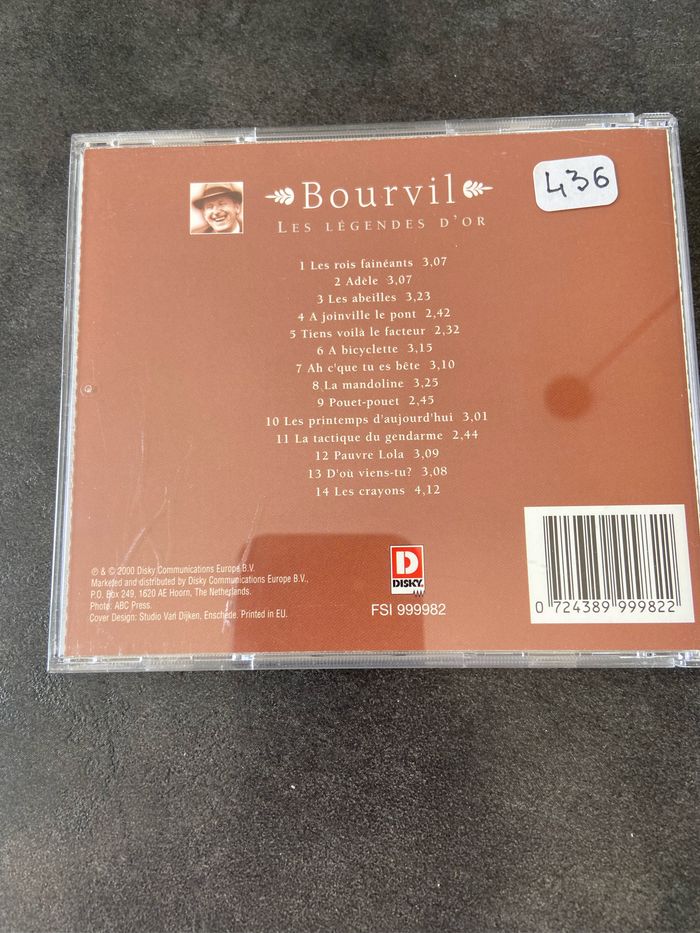 Bourvil
436
LES LÉGENDES D'OR
1 Les rois fainéants 3,07
2 Adèle 3,07
3 Les abeilles 3,23
4 A joinville le pont 2,42
5 Tiens voilà le facteur 2,32
6 A bicyclette 3,15
7 Ah c'que tu es bête 3,10
8 La mandoline 3,25
9 Pouet-pouet 2,45
10 Les printemps d'aujourd'hui 3,01
11 La tactique du gendarme 2,44
12 Pauvre Lola 3,09
13 D'où viens-tu? 3,08
14 Les crayons 4,12
℗ & © 2000 Disky Communications Europe B.V.
Marketed and distributed by Disky Communications Europe B.V.,
P.O. Box 249, 1620 AE Hoorn, The Netherlands.
Photo: ABC Press.
Cover Design: Studio Van Dijken, Enschede. Printed in EU.
D
DISKY
FSI 999982
0 724389 999822